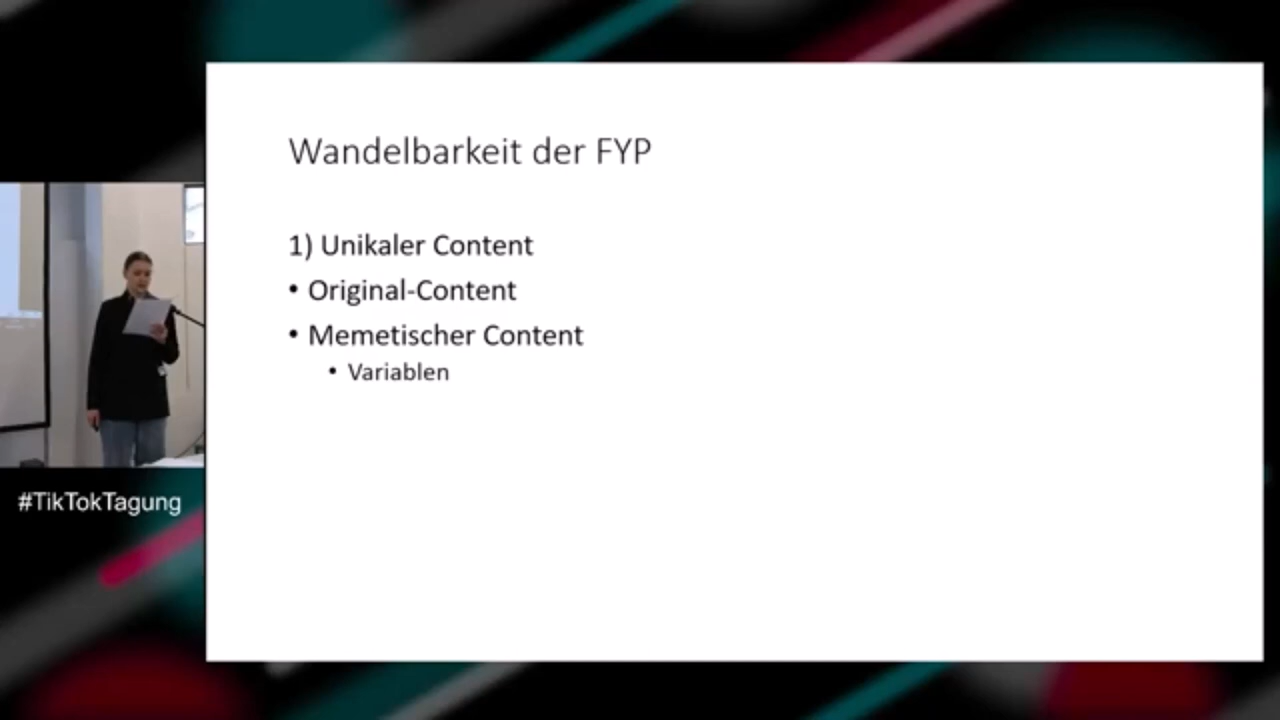 Wandelbarkeit der FYP
1) Unikaler Content
• Original-Content
• Memetischer Content
• Variablen
#TikTokTagung